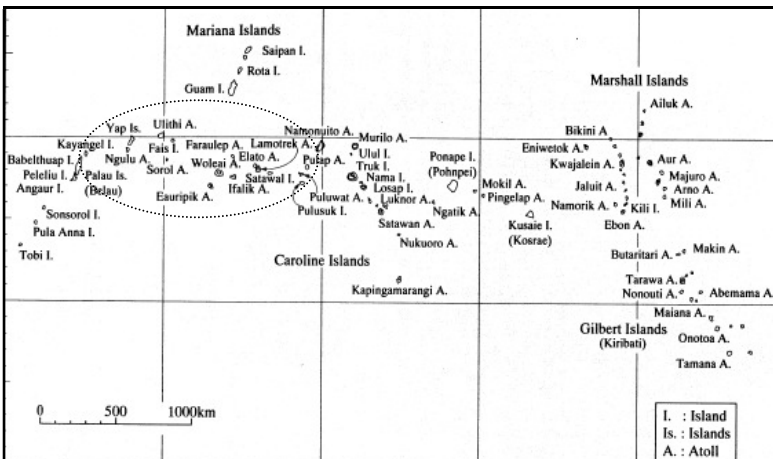 Mariana Islands
Saipan I.
Rota I.
Guam I.
Marshall Islands
Ailuk A.
Yap Is.
Ulithi A.
Namonuito A.
Murilo A.
Bikini A.
Kayangel I.
Fais I.
Faraulep A.
Lamotrek A.
Ulul I.
Eniwetok A.
Babelthuap I.
Ngulu A.
Sorol A.
Woleai A.
Elato A.
Pulap A.
Truk I.
Ponape I.
(Pohnpei)
Kwajalein A.
Aur A.
Peleliu I.
Palau Is.
(Belau)
Satawal I.
Nama I.
Mokil A.
Majuro A.
Angaur I.
Eauripik A.
Ifalik A.
Puluwat A.
Losap I.
Pingelap A.
Jaluit A.
Arno A.
Sonsorol I.
Pulusuk I.
Luknor A.
Ngatik A.
Namorik A.
Kili I.
Mili A.
Pula Anna I.
Satawan A.
Kusaie I.
(Kosrae)
Ebon A.
Tobi I.
Nukuoro A.
Butaritari A.
Makin A.
Caroline Islands
Kapingamarangi A.
Tarawa A.
Nonouti A.
Abemama A.
Maiana A.
Gilbert Islands
(Kiribati)
Onotoa A.
Tamana A.
0 500 1000km
I. : Island
Is. : Islands
A. : Atoll